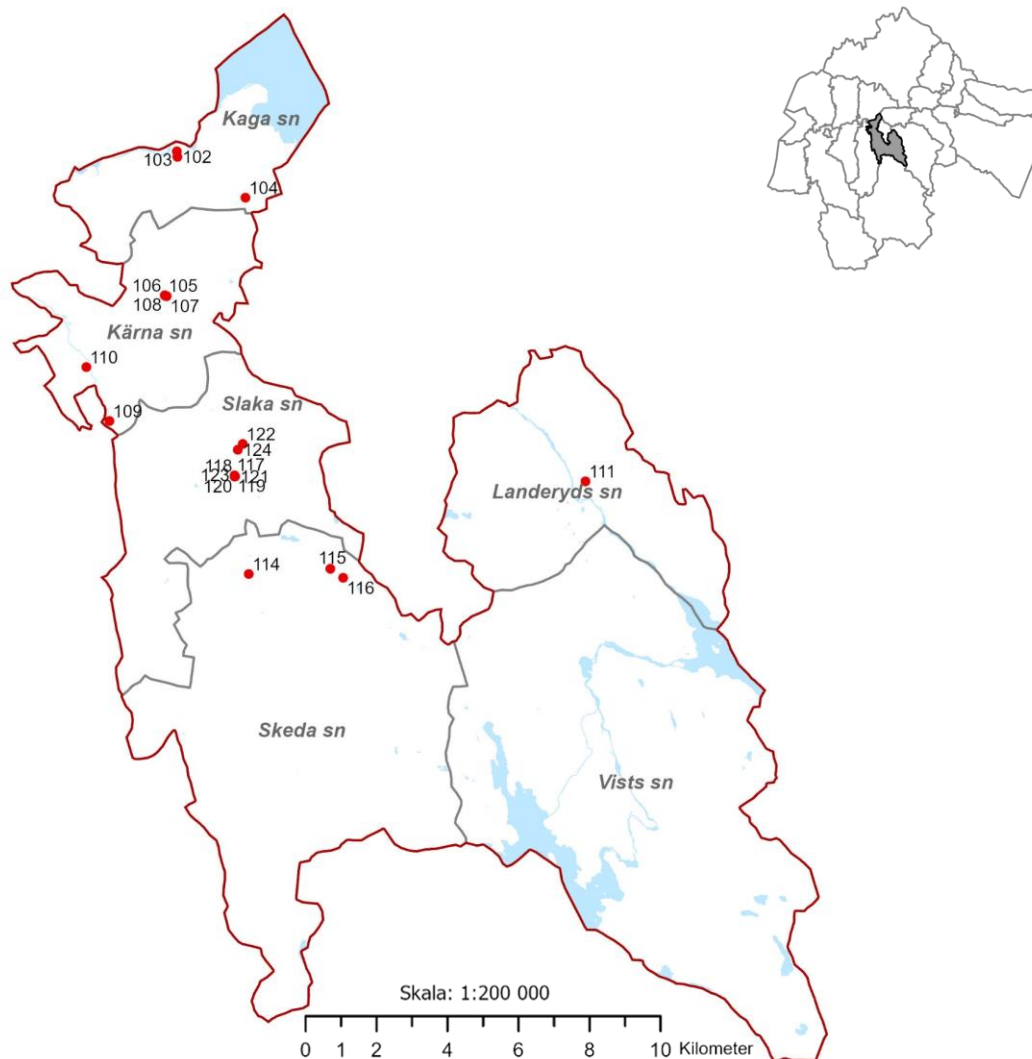 Kaga sn
103 102
104
106 105
108 107
Kärna sn
110
109
Slaka sn
122
124
118 117
123 121
120 119
Landeryds sn
111
114
115
116
Skeda sn
Vists sn
Skala: 1:200 000
0 1 2 4 6 8 10 Kilometer